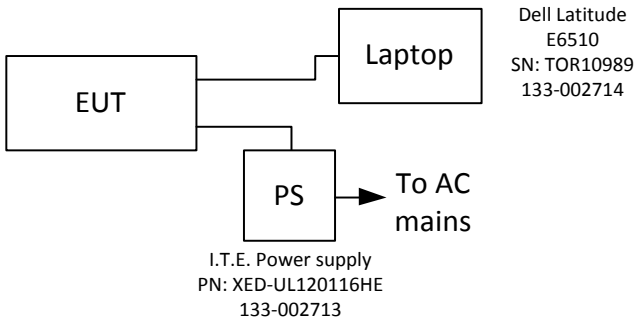 Dell Latitude
E6510
SN: TOR10989
133-002714
Laptop
EUT
PS
To AC
mains
I.T.E. Power supply
PN: XED-UL120116HE
133-002713